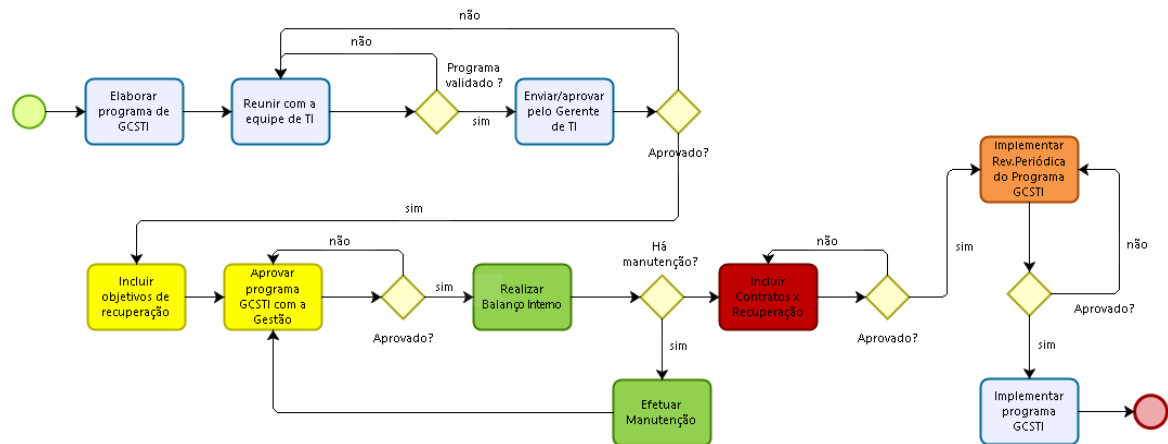 não
não
Programa
validado ?
Elaborar
programa de
GCSTI
Reunir com a
equipe de TI
sim
Enviar/aprovar
pelo Gerente
de TI
Aprovado?
sim
Implementar
Rev.Periódica
do Programa
GCSTI
não
sim
Incluir
objetivos de
recuperação
não
Aprovar
programa
GCSTI com a
Gestão
sim
Aprovado?
Realizar
Balanço Interno
Há
manutenção?
sim
Efetuar
Manutenção
não
Incluir
Contratos x
Recuperação
Aprovado?
sim
Implementar
programa
GCSTI